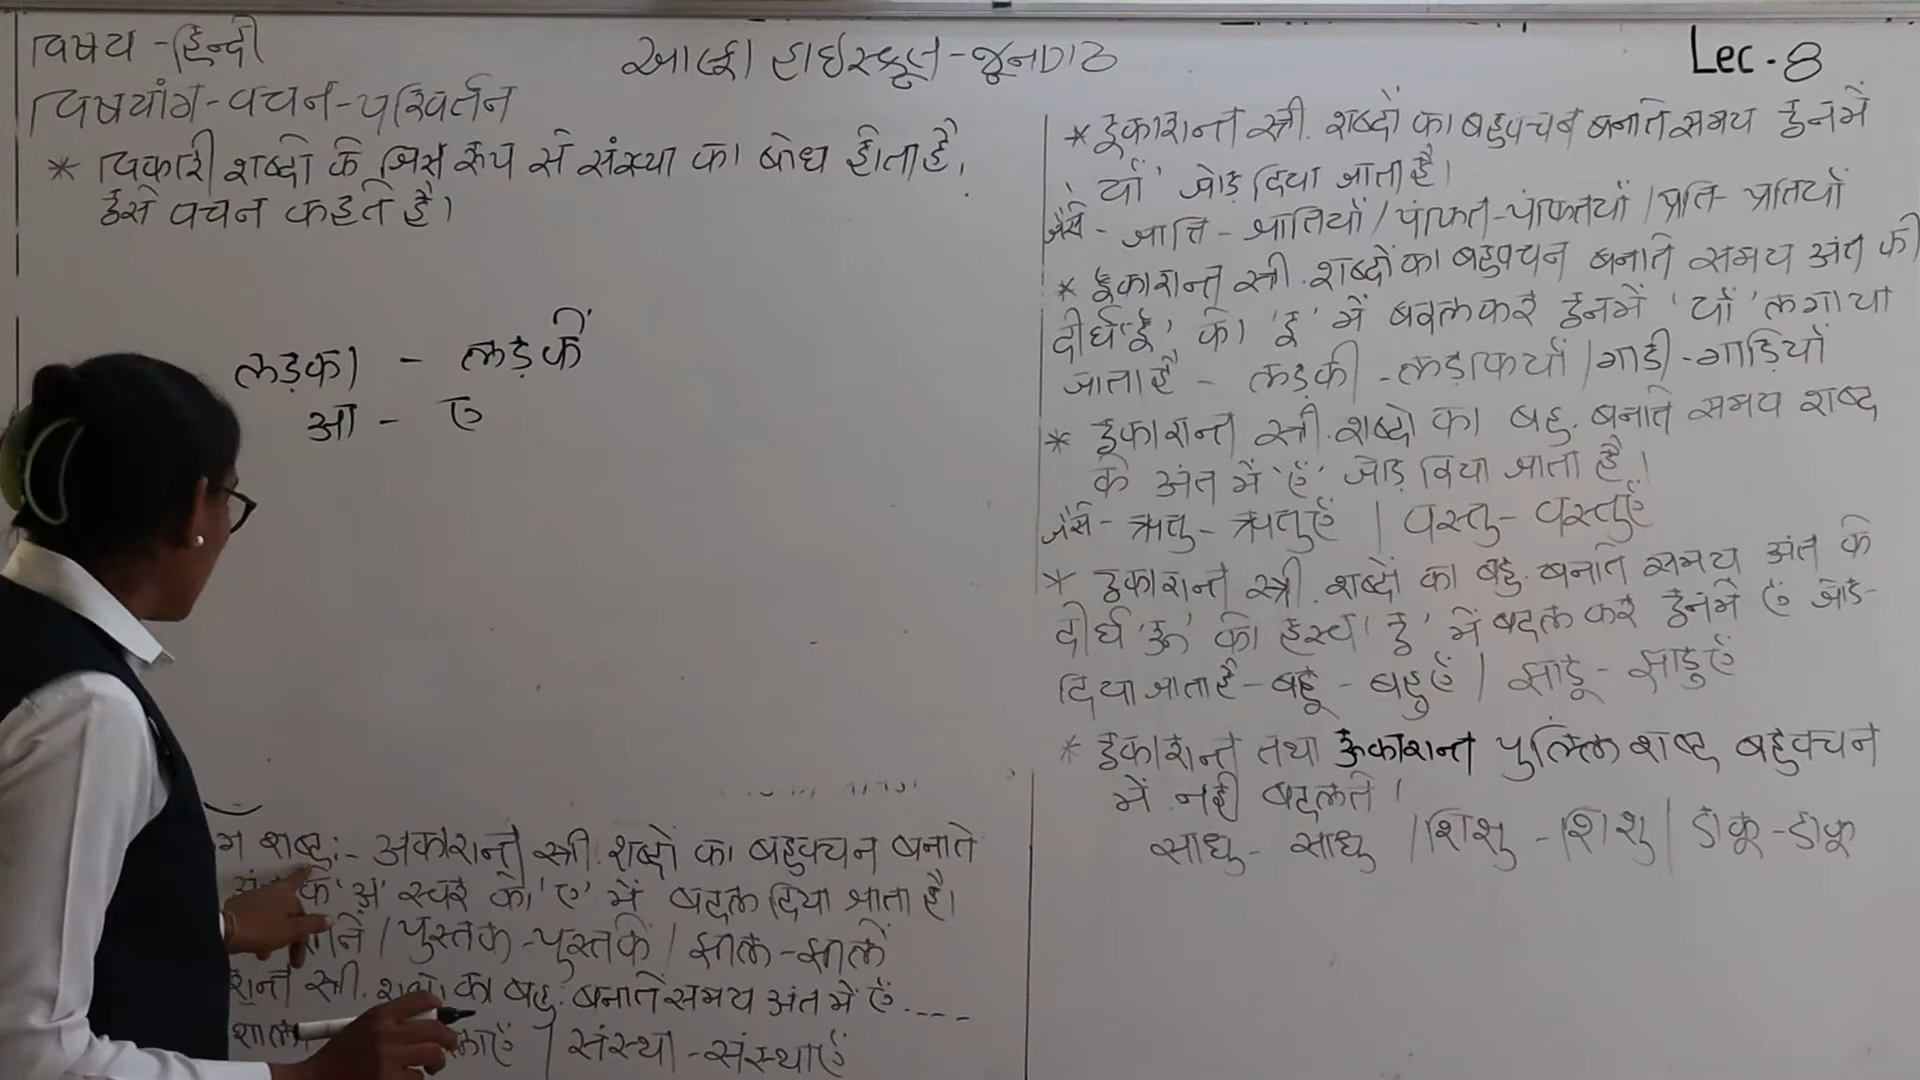 विषय - हिन्दी
આલ્ફા હાઇસ્કૂલ - જૂનાગઢ
Lec - 8
विषयांग - वचन - परिवर्तन
* विकारी शब्दो के जिस रूप से संख्या का बोध होता है,
उसे वचन कहते है।
लड़का - लड़कें
आ - ए
शब्द :- अकारान्त स्त्री. शब्दों का बहुवचन बनाते
के 'अ' स्वर को 'ए' में बदल दिया जाता है।
/ पुस्तक - पुस्तकें / साल - सालें
स्त्री. शब्दो का बहु. बनाते समय अंत में एँ ....
/ संस्था - संस्थाएँ
* इकारान्त स्त्री. शब्दों का बहुवचन बनाते समय उनमें
'यों' जोड़ दिया जाता है।
जैसे - जाति - जातियों / पंक्ति - पंक्तियों / प्रति - प्रतियों
* ईकारान्त स्त्री. शब्दों का बहुवचन बनाते समय अंत की
दीर्घ 'ई' को 'इ' में बदलकर उनमें 'यों' लगाया
जाता है - लड़की - लड़कियों / गाडी - गाड़ियों
* इकारान्त स्त्री. शब्दो का बहु. बनाते समय शब्द
के अंत में 'एँ' जोड़ दिया जाता है।
जैसे - ऋतु - ऋतुएँ / वस्तु - वस्तुएँ
* उकारान्त स्त्री. शब्दों का बहु. बनाते समय अंत के
दीर्घ 'ऊ' को हस्व 'उ' में बदल कर उनमें एँ जोड-
दिया जाता है - बहू - बहुएँ / साडू - साडुएँ
* उकारान्त तथा ऊकारान्त पुल्लिंल शब्द बहुवचन
में नही बदलते।
साधु - साधु / शिशु - शिशु / डाकू - डाकू